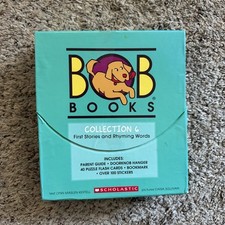 BOB
BOOKS
COLLECTION 6
First Stories and Rhyming Words
INCLUDES:
PARENT GUIDE • DOORKNOB HANGER
40 PUZZLE FLASH CARDS • BOOKMARK
• OVER 100 STICKERS
SCHOLASTIC